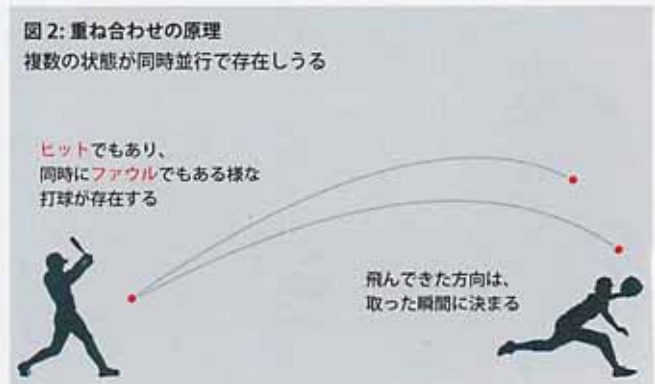 図 2: 重ね合わせの原理
複数の状態が同時並行で存在しうる
ヒットでもあり、
同時にファウルでもある様な
打球が存在する
飛んできた方向は、
取った瞬間に決まる